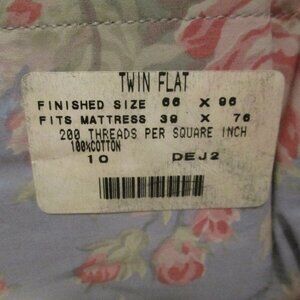 TWIN FLAT
FINISHED SIZE 66 X 96
FITS MATTRESS 39 X 76
200 THREADS PER SQUARE INCH
100%COTTON
10 DEJ2